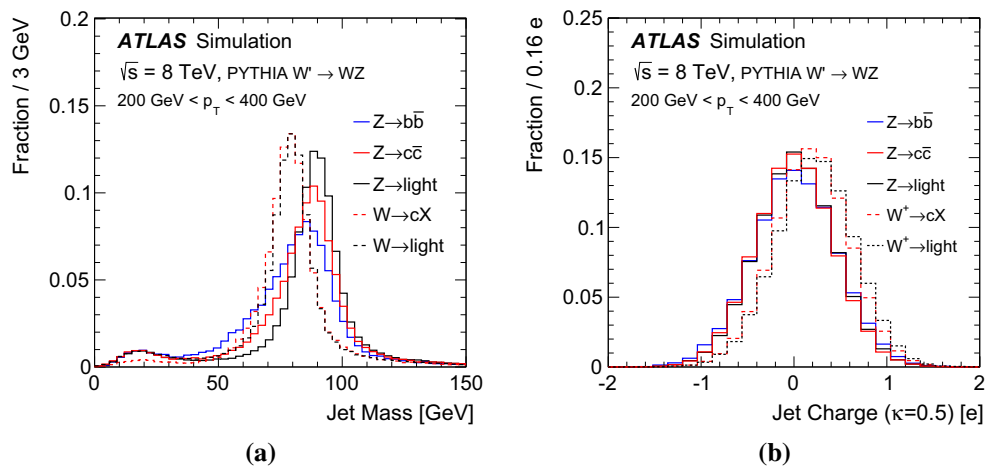 Fraction / 3 GeV
0.2
0.15
0.1
0.05
0
0 50 100 150
Jet Mass [GeV]
ATLAS Simulation
√s = 8 TeV, PYTHIA W' → WZ
200 GeV < p_T < 400 GeV
Z→bb̅
Z→cc̅
Z→light
W→cX
W→light
(a)
Fraction / 0.16 e
0.25
0.2
0.15
0.1
0.05
0
-2 -1 0 1 2
Jet Charge (κ=0.5) [e]
ATLAS Simulation
√s = 8 TeV, PYTHIA W' → WZ
200 GeV < p_T < 400 GeV
Z→bb̅
Z→cc̅
Z→light
W⁺→cX
W⁺→light
(b)